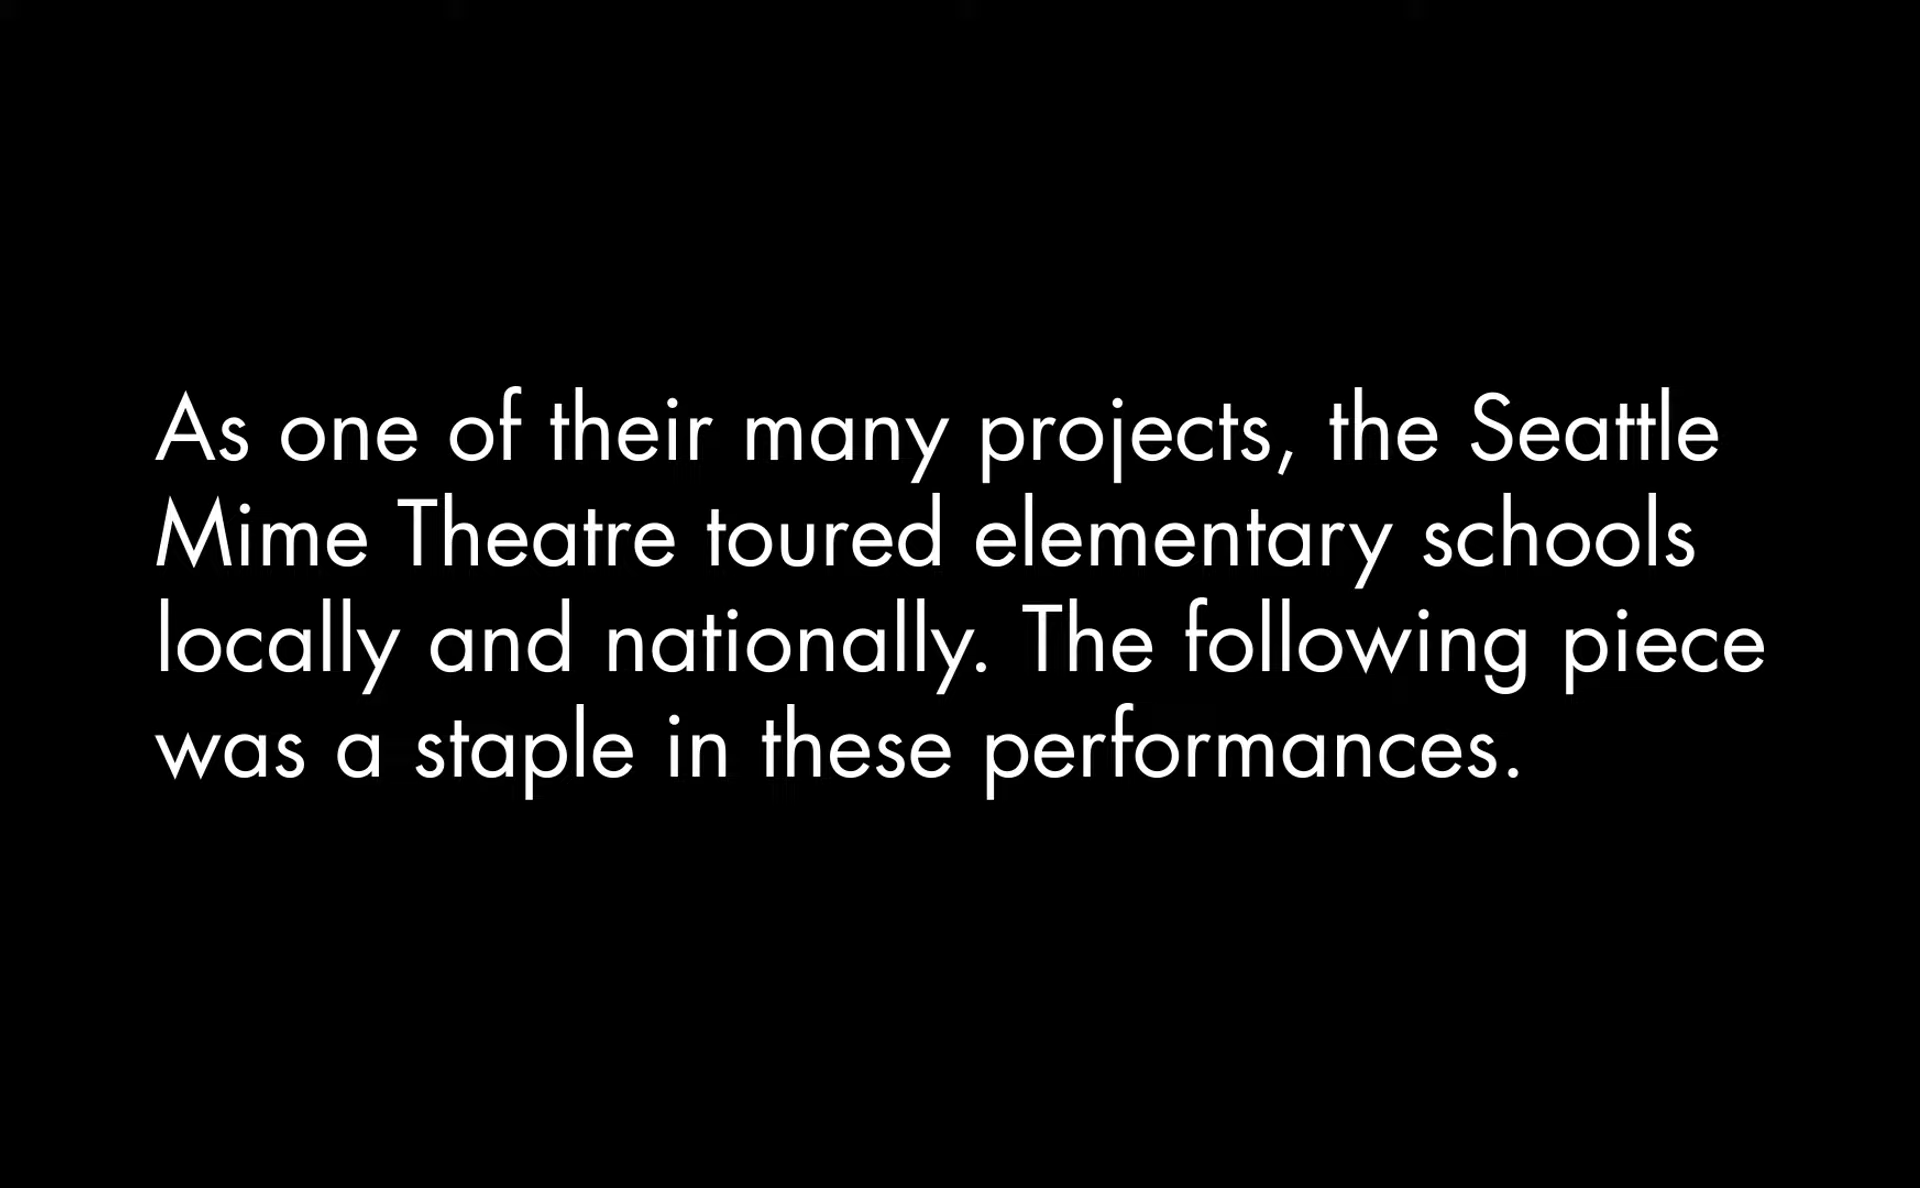 As one of their many projects, the Seattle
Mime Theatre toured elementary schools
locally and nationally. The following piece
was a staple in these performances.